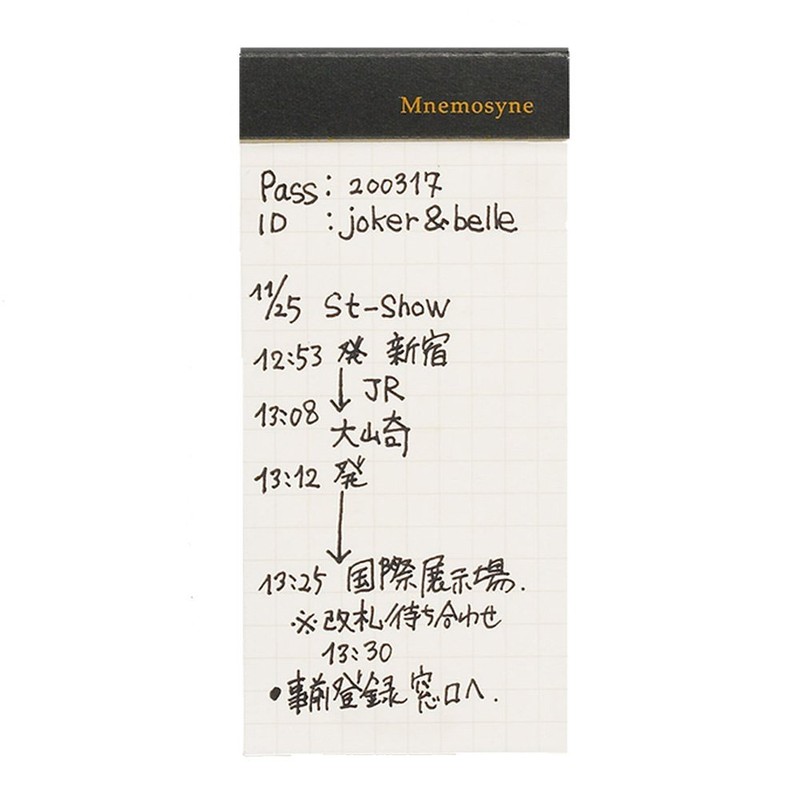 Mnemosyne
Pass: 200317
ID : joker&belle
11/25 St-Show
12:53 発 新宿
↓ JR
13:08 大崎
13:12 発
↓
13:25 国際展示場.
※改札待ち合わせ
13:30
•事前登録窓口へ.